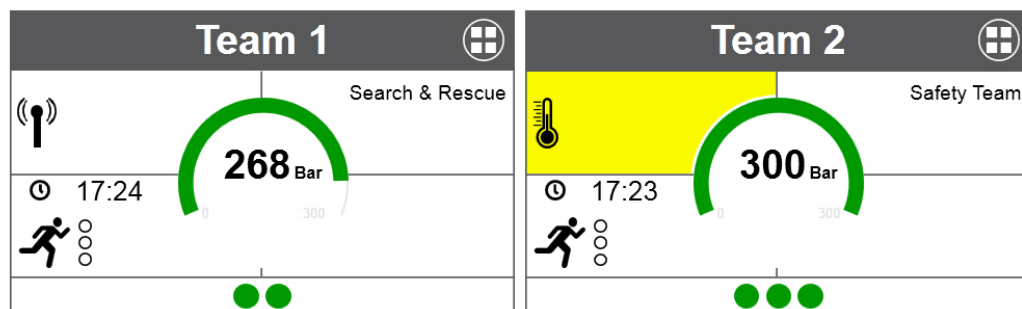 Team 1
Search & Rescue
268 Bar
0 300
17:24
Team 2
Safety Team
300 Bar
0 300
17:23